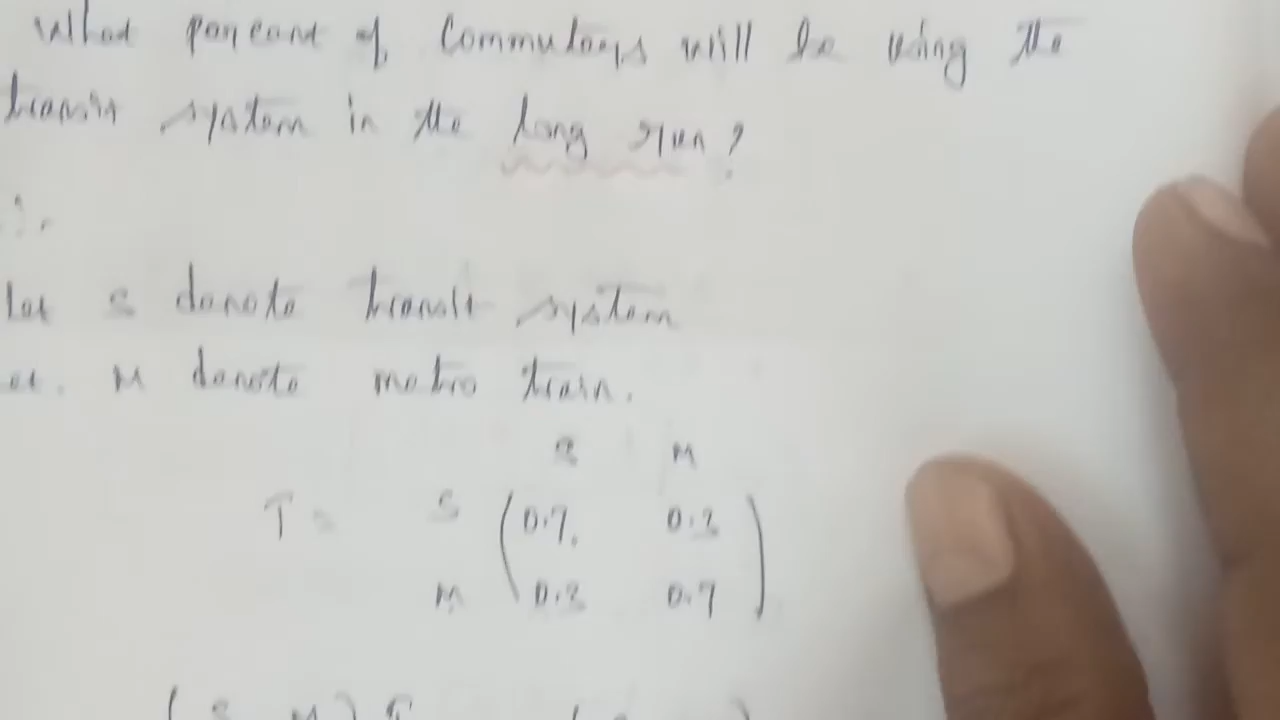 What percent of commuters will be using the
transit system in the long run?
Let S denote transit system
M denote metro train.
S M
T = S ( 0.7 0.3 )
M ( 0.3 0.7 )
(S M) T (S